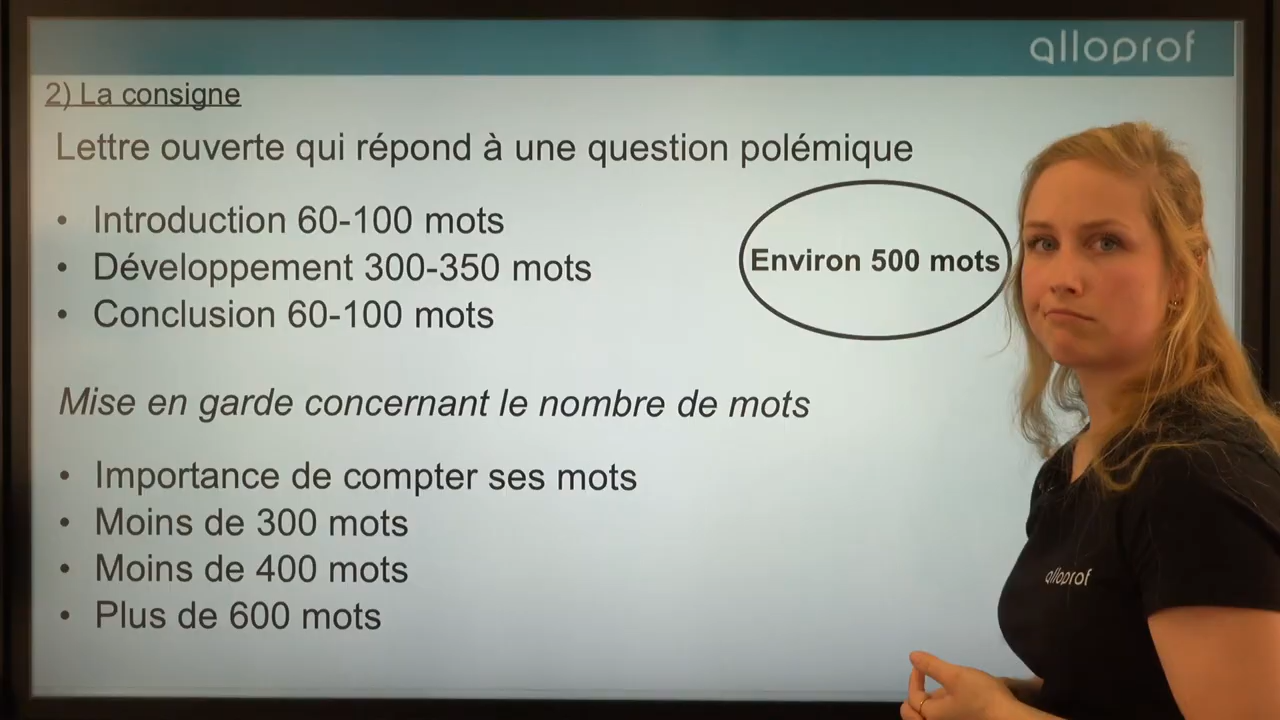 alloprof
2) La consigne
Lettre ouverte qui répond à une question polémique
• Introduction 60-100 mots
• Développement 300-350 mots
• Conclusion 60-100 mots
Environ 500 mots
Mise en garde concernant le nombre de mots
• Importance de compter ses mots
• Moins de 300 mots
• Moins de 400 mots
• Plus de 600 mots
alloprof